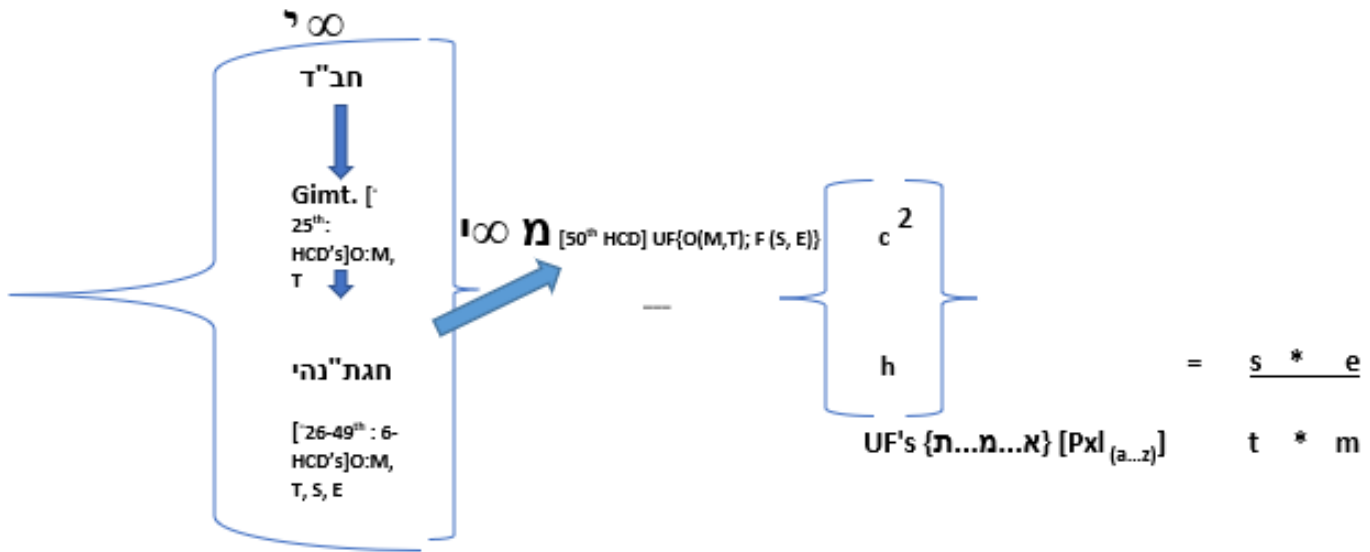 י ∞
חב"ד
Gimt. [˙
25th:
HCD's]O:M,
T
חגת"נהי
[˙26-49th : 6-
HCD's]O:M,
T, S, E
י∞ מ [50th HCD] UF{O(M,T); F (S, E)}
---
c 2
h
= s * e
UF's {א...מ...ת} [Pxl (a...z)] t * m